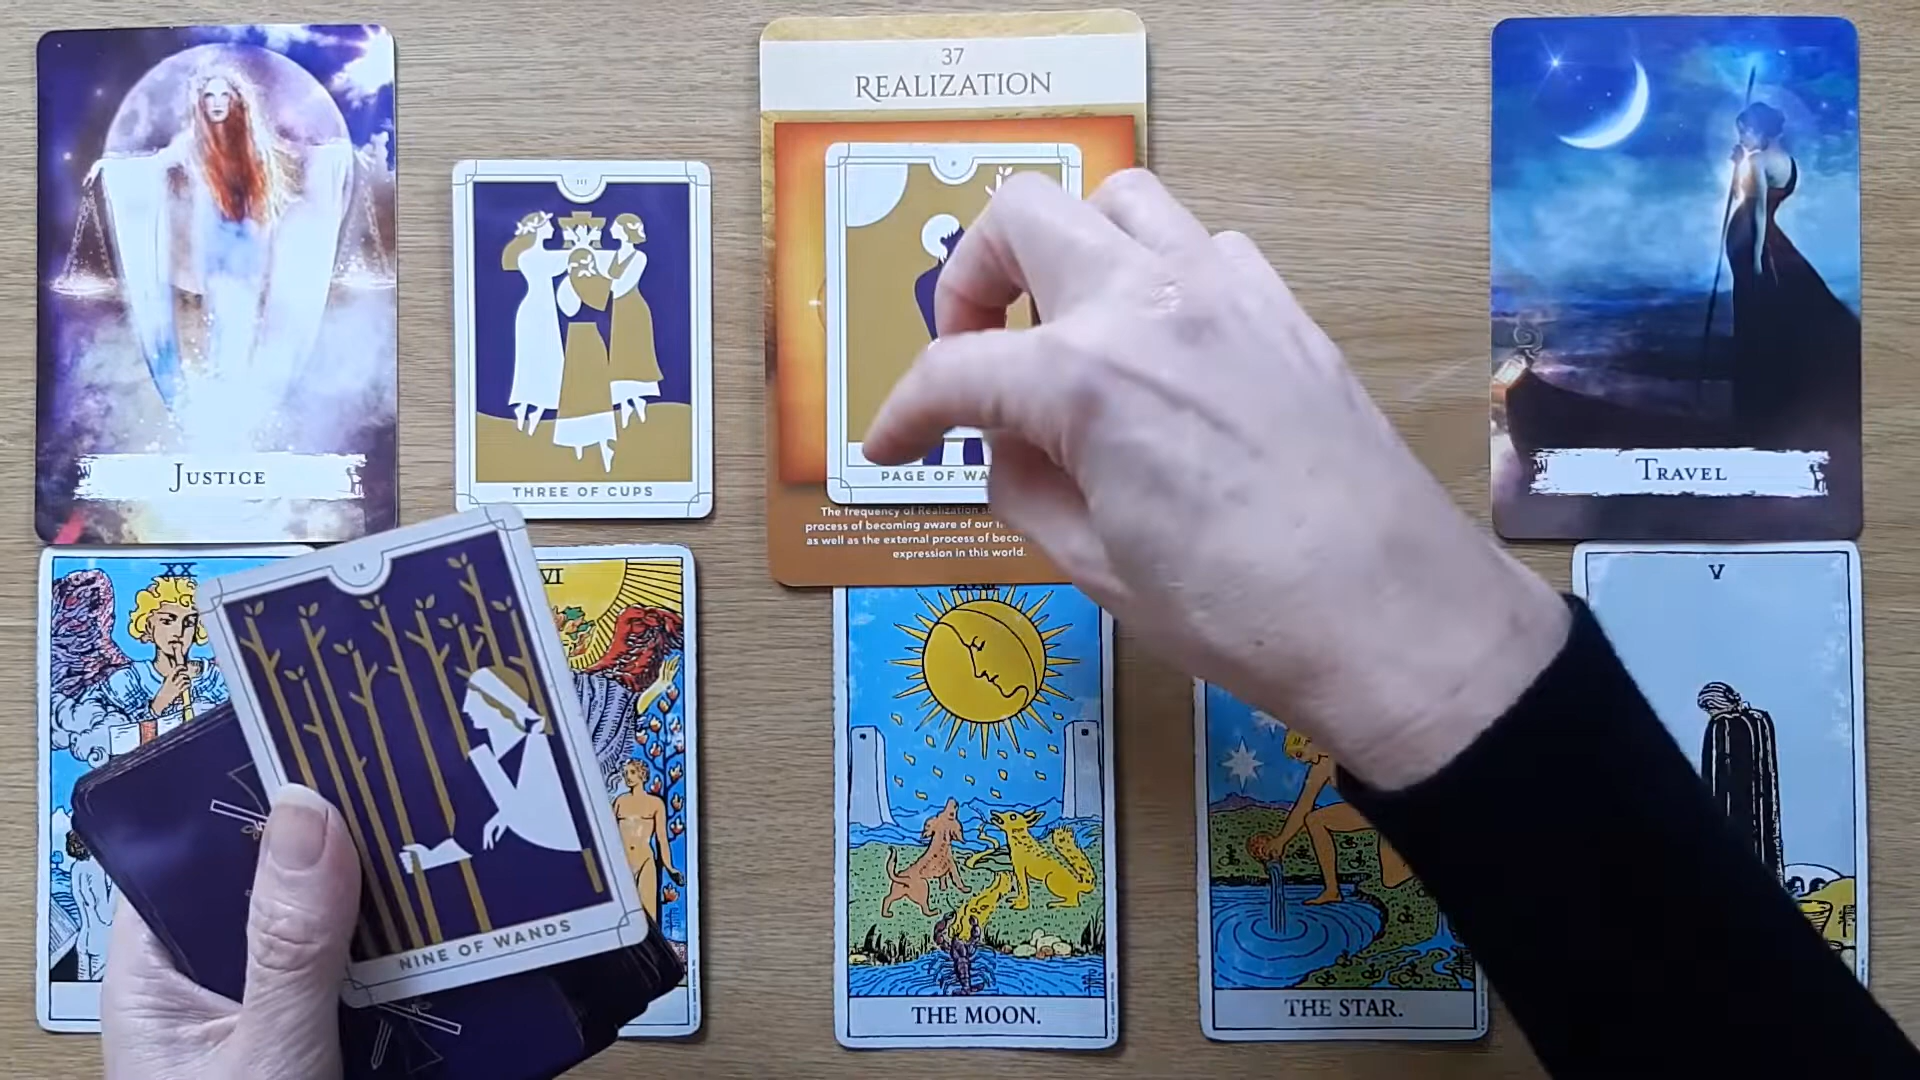 37
REALIZATION
JUSTICE
III
THREE OF CUPS
PAGE OF
The frequency of Realization
process of becoming aware of our
as well as the external process of
expression in this world.
TRAVEL
XX
IX
NINE OF WANDS
VI
THE MOON.
THE STAR.
V